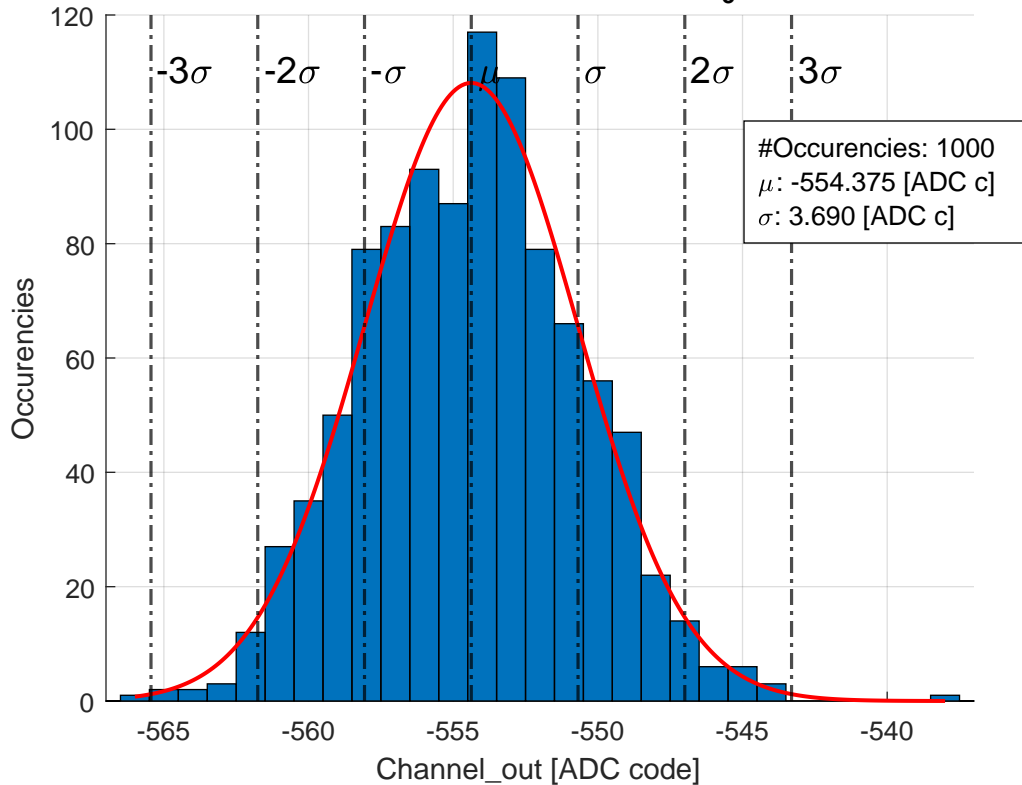 120
100
80
60
40
20
0
Occurencies
-3σ -2σ -σ μ σ 2σ 3σ
#Occurencies: 1000
μ: -554.375 [ADC c]
σ: 3.690 [ADC c]
-565 -560 -555 -550 -545 -540
Channel_out [ADC code]